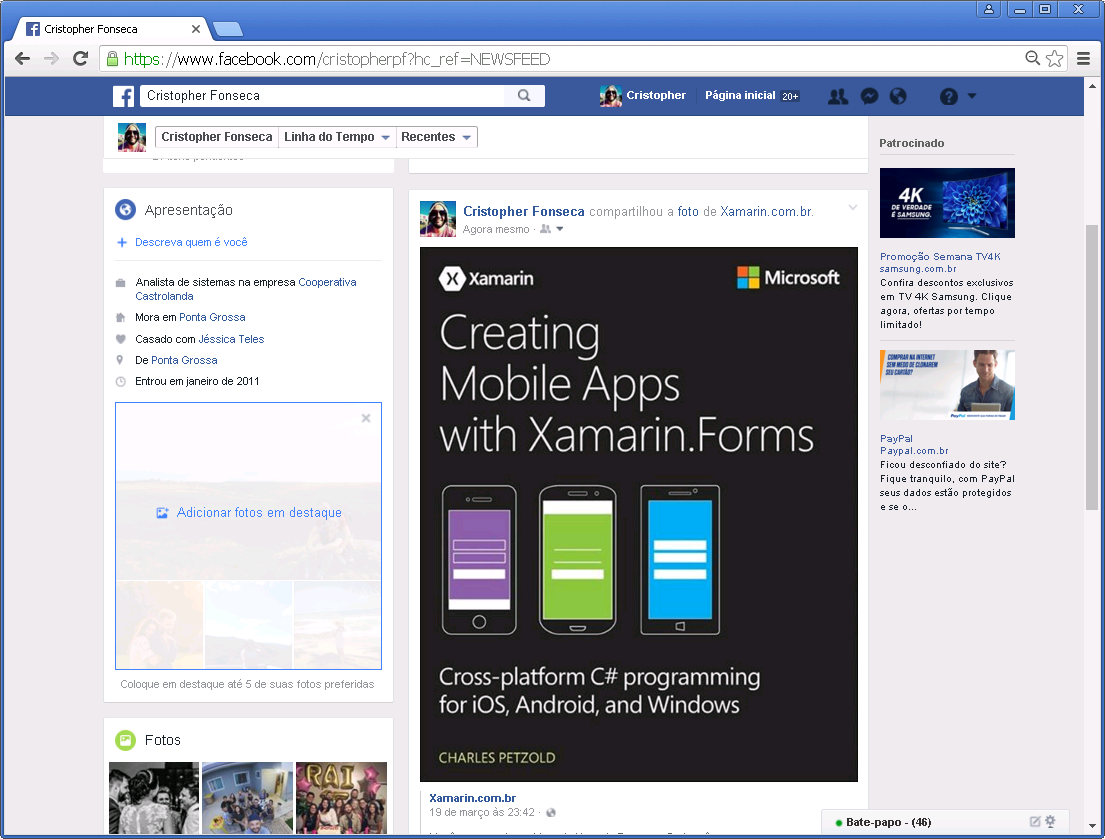 Cristopher Fonseca
https://www.facebook.com/cristopherpf?hc_ref=NEWSFEED
Cristopher Fonseca
Cristopher
Página inicial 20+
Cristopher Fonseca
Linha do Tempo
Recentes
Apresentação
Descreva quem é você
Analista de sistemas na empresa Cooperativa
Castrolanda
Mora em Ponta Grossa
Casado com Jéssica Teles
De Ponta Grossa
Entrou em janeiro de 2011
Adicionar fotos em destaque
Coloque em destaque até 5 de suas fotos preferidas
Fotos
RAI
Cristopher Fonseca compartilhou a foto de Xamarin.com.br.
Agora mesmo ·
Xamarin
Microsoft
Creating
Mobile Apps
with Xamarin.Forms
Cross-platform C# programming
for iOS, Android, and Windows
CHARLES PETZOLD
Xamarin.com.br
19 de março às 23:42 ·
Patrocinado
4K
DE VERDADE
É SAMSUNG.
Promoção Semana TV4K
samsung.com.br
Confira descontos exclusivos
em TV 4K Samsung. Clique
agora, ofertas por tempo
limitado!
COMPRAR NA INTERNET
SEM MEDO DE CLONAREM
SEU CARTÃO?
PayPal
PayPal
Paypal.com.br
Ficou desconfiado do site?
Fique tranquilo, com PayPal
seus dados estão protegidos
e se o...
Bate-papo - (46)